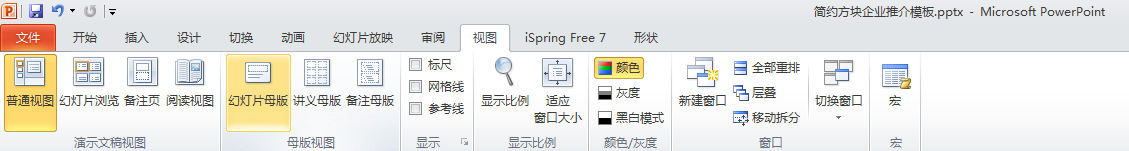 简约方块企业推介模板.pptx - Microsoft PowerPoint
文件 开始 插入 设计 切换 动画 幻灯片放映 审阅 视图 iSpring Free 7 形状
普通视图 幻灯片浏览 备注页 阅读视图
演示文稿视图
幻灯片母版 讲义母版 备注母版
母版视图
标尺
网格线
参考线
显示
显示比例 适应
窗口大小
显示比例
颜色
灰度
黑白模式
颜色/灰度
新建窗口
全部重排
层叠
移动拆分
切换窗口
窗口
宏
宏